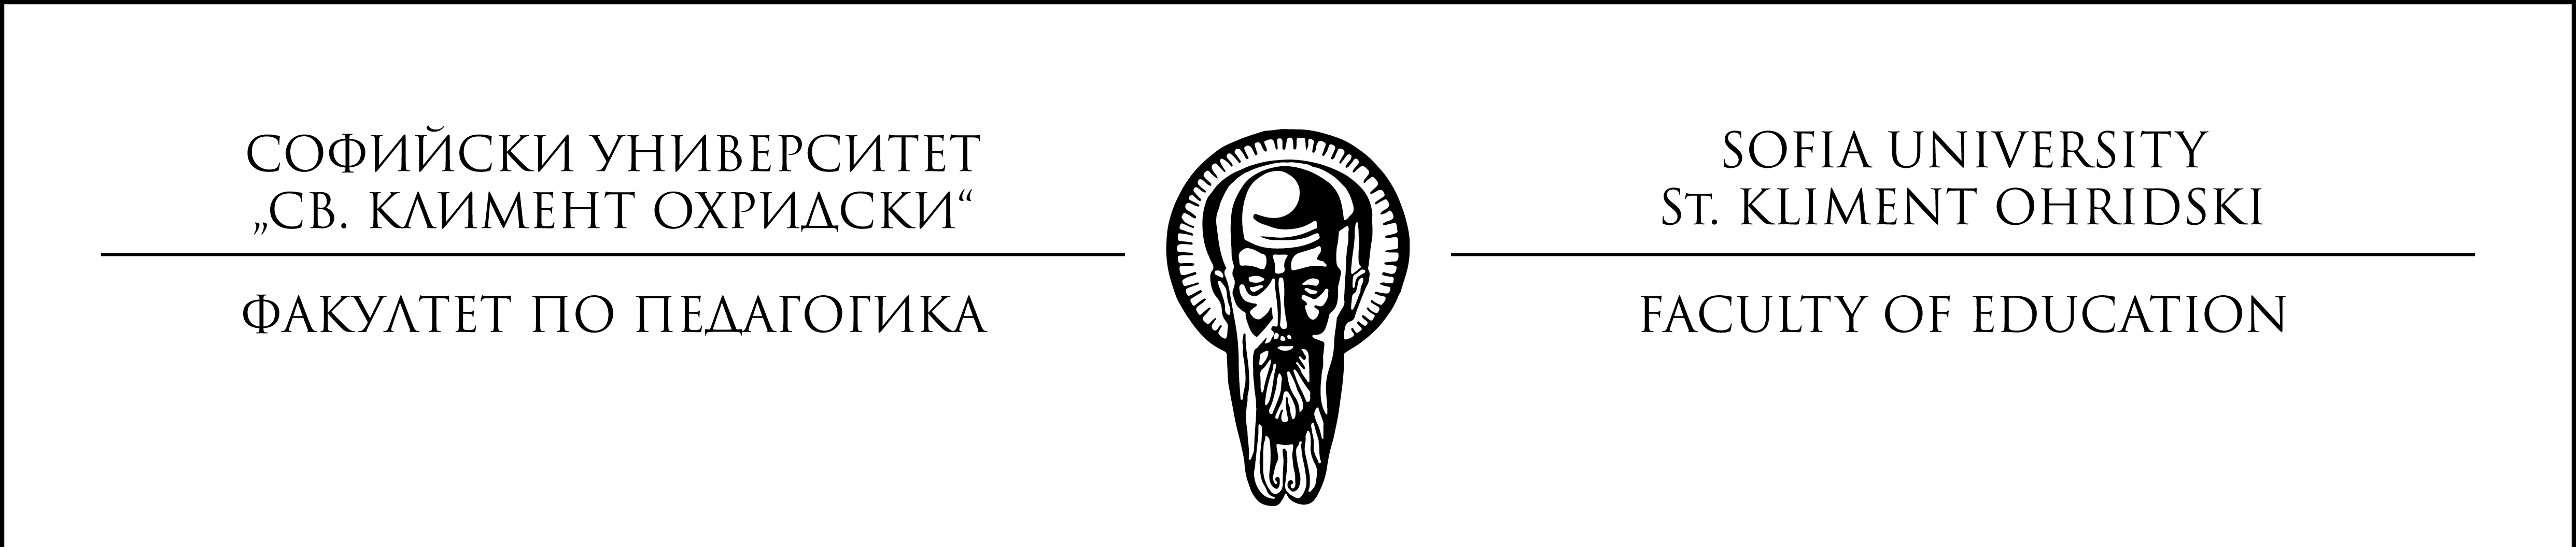 СОФИЙСКИ УНИВЕРСИТЕТ
„СВ. КЛИМЕНТ ОХРИДСКИ“
ФАКУЛТЕТ ПО ПЕДАГОГИКА
SOFIA UNIVERSITY
St. KLIMENT OHRIDSKI
FACULTY OF EDUCATION